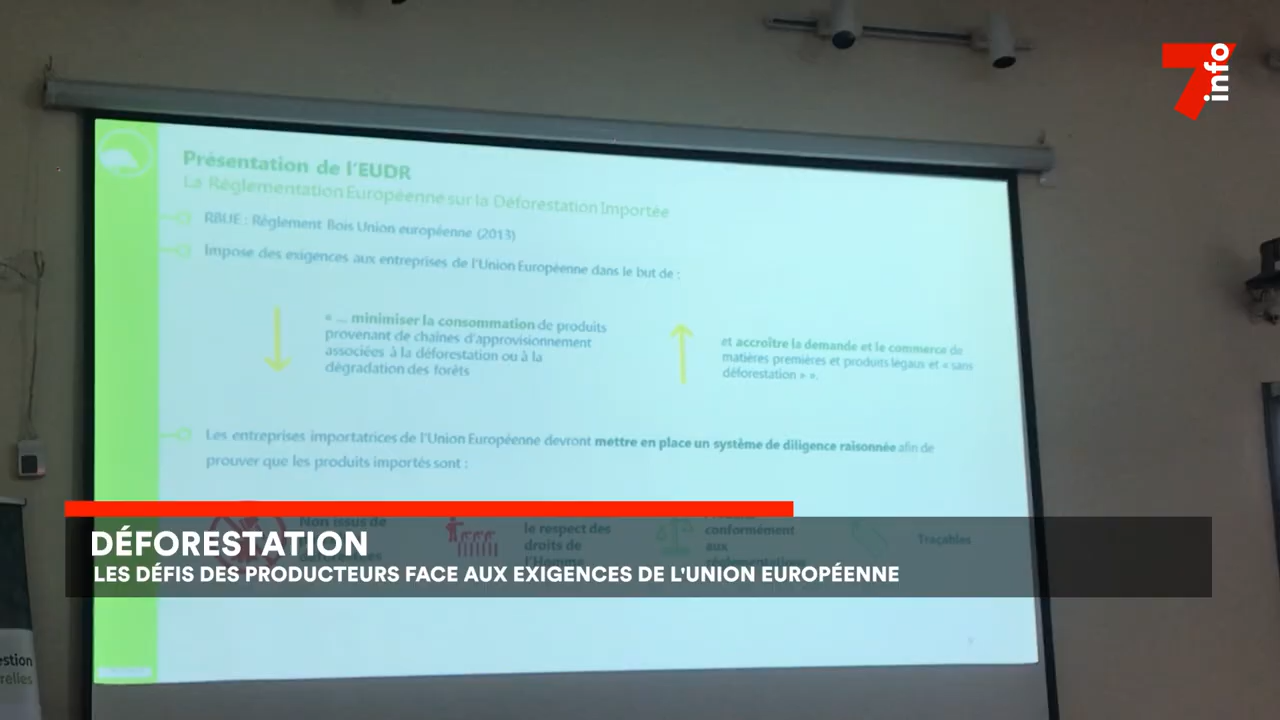 7 info
Présentation de l'EUDR
La Règlementation Européenne sur la Déforestation Importée
RBUE : Règlement Bois Union européenne (2013)
Impose des exigences aux entreprises de l'Union Européenne dans le but de :
« ... minimiser la consommation de produits
provenant de chaînes d'approvisionnement
associées à la déforestation ou à la
dégradation des forêts
et accroître la demande et le commerce de
matières premières et produits légaux et « sans
déforestation » ».
Les entreprises importatrices de l'Union Européenne devront mettre en place un système de diligence raisonnée afin de
prouver que les produits importés sont :
Non issus de
le respect des
droits de
l'Homme
conformément
aux
Traçables
DÉFORESTATION
LES DÉFIS DES PRODUCTEURS FACE AUX EXIGENCES DE L'UNION EUROPÉENNE
estion
relles